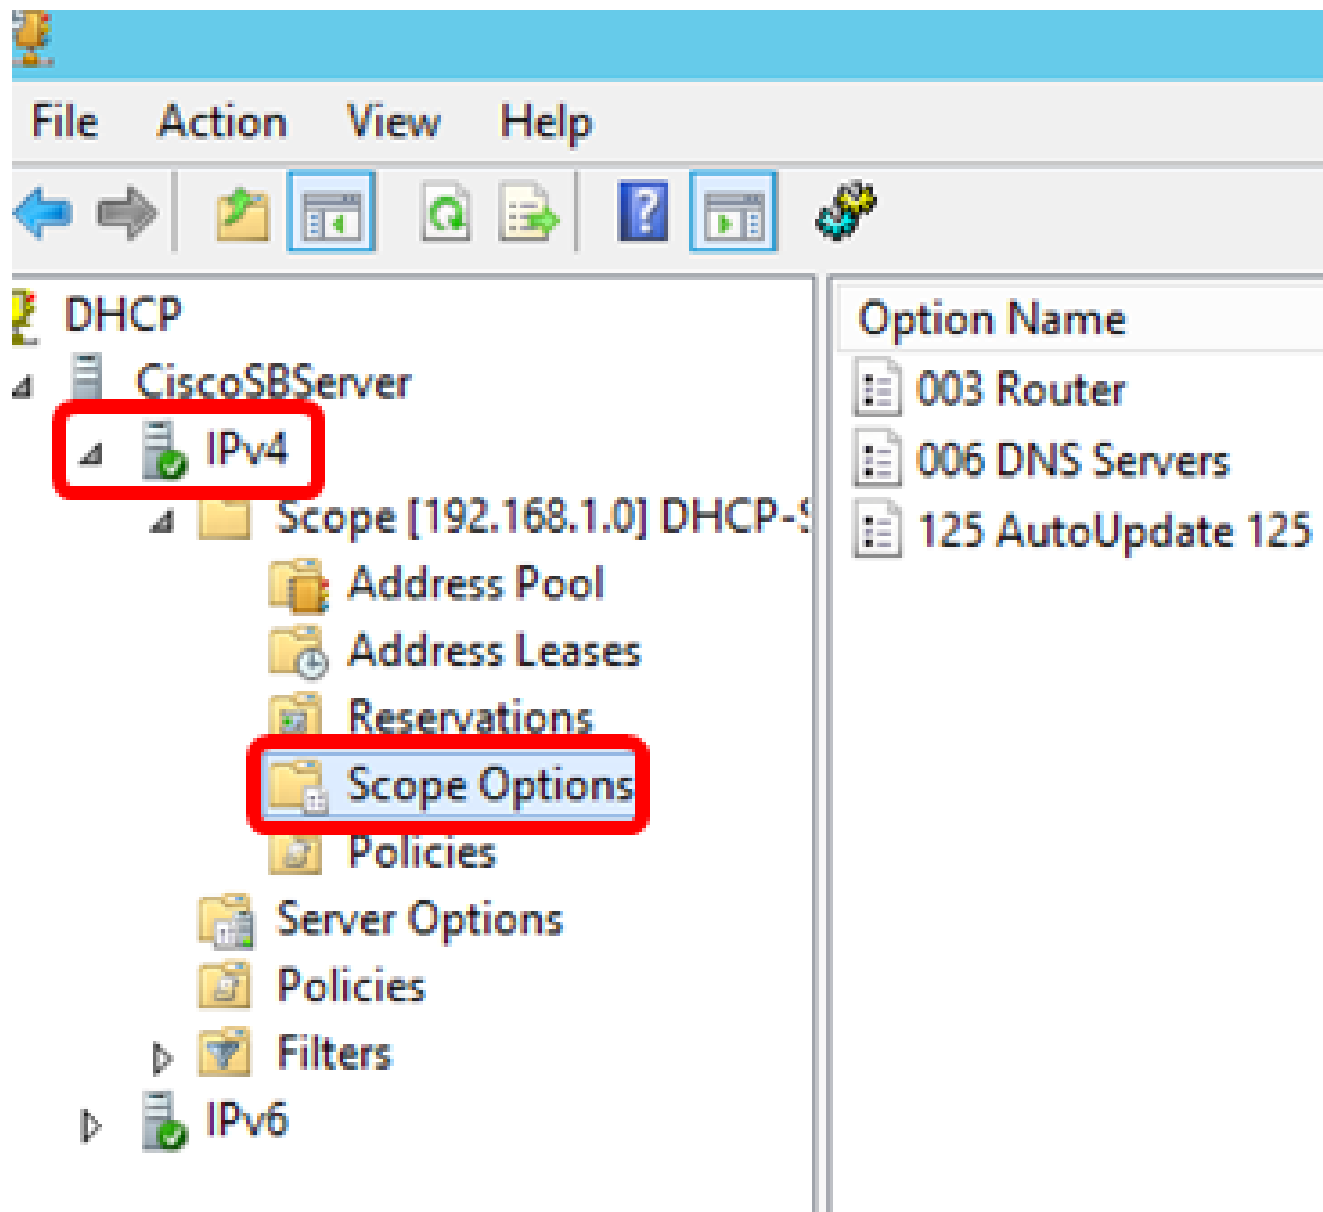 File Action View Help
DHCP
CiscoSBServer
IPv4
Scope [192.168.1.0] DHCP-S
Address Pool
Address Leases
Reservations
Scope Options
Policies
Server Options
Policies
Filters
IPv6
Option Name
003 Router
006 DNS Servers
125 AutoUpdate 125